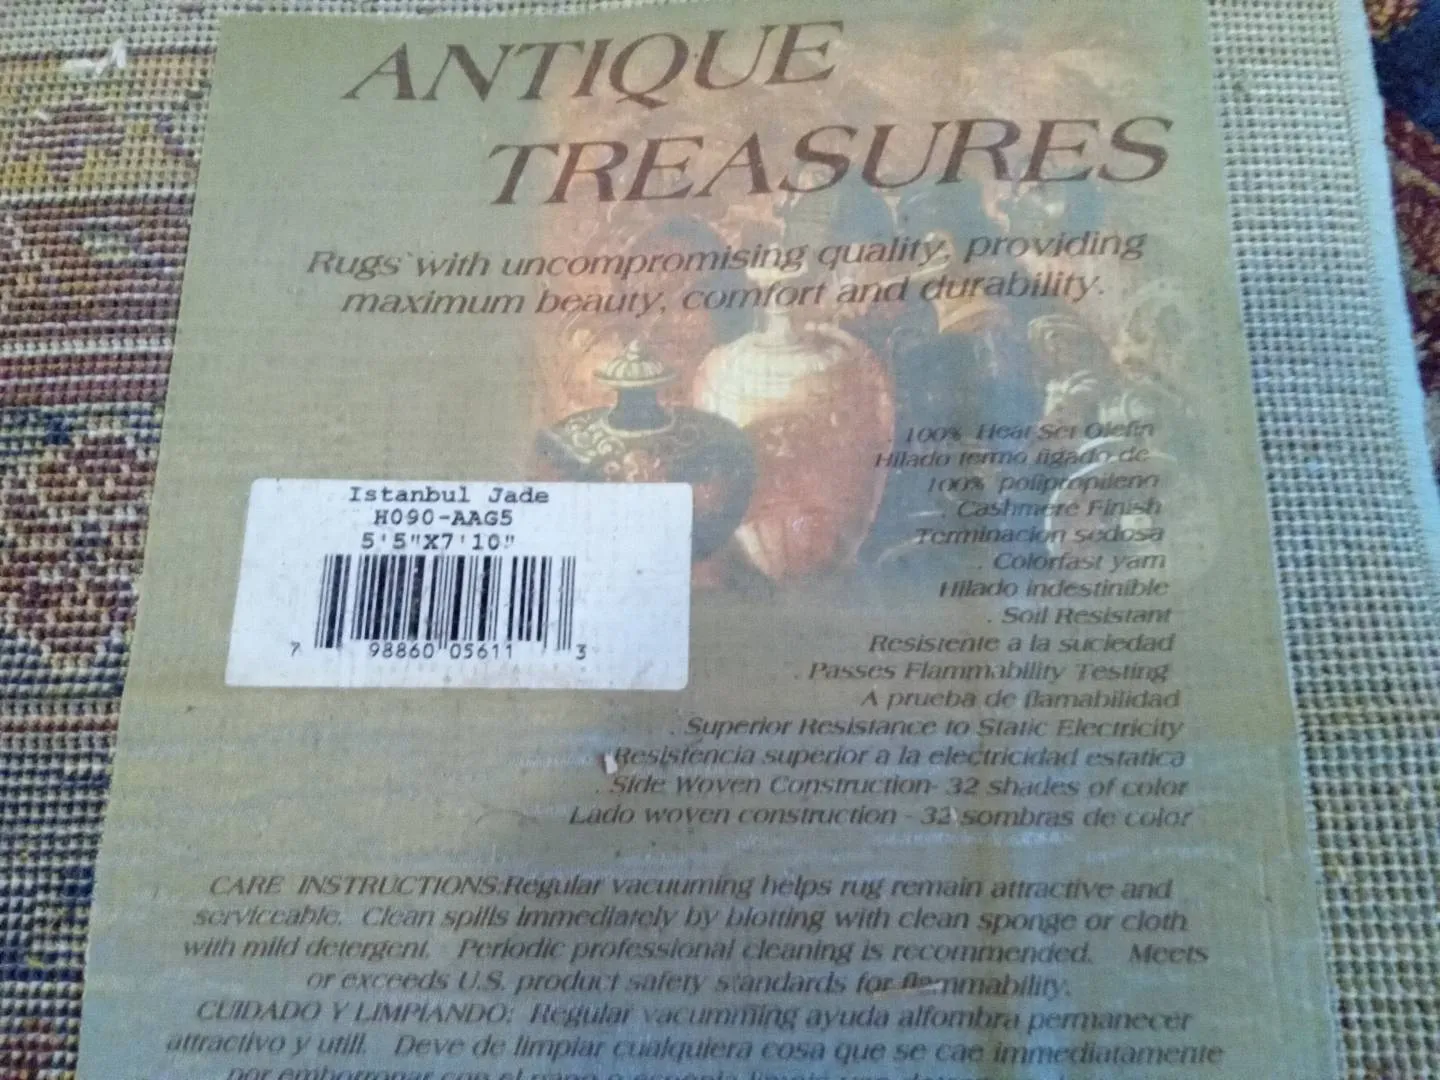 ANTIQUE
TREASURES
Rugs with uncompromising quality, providing
maximum beauty, comfort and durability.
. 100% Heat Set Olefin
Hilado termo figado de
100% polipropileno
. Cashmere Finish
Terminacion sedosa
. Colorfast yarn
Hilado indestinible
. Soil Resistant
Resistente a la suciedad
. Passes Flammability Testing
A prueba de flamabilidad
. Superior Resistance to Static Electricity
Resistencia superior a la electricidad estatica
. Side Woven Construction- 32 shades of color
Lado woven construction - 32 sombras de color
Istanbul Jade
H090-AAG5
5'5"X7'10"
7 98860 05611 3
CARE INSTRUCTIONS:Regular vacuuming helps rug remain attractive and
serviceable. Clean spills immediately by blotting with clean sponge or cloth
with mild detergent. Periodic professional cleaning is recommended. Meets
or exceeds U.S. product safety standards for flammability.
CUIDADO Y LIMPIANDO: Regular vacumming ayuda alfombra permanecer
attractivo y utill. Deve de limpiar cualquiera cosa que se cae immediatamente
por emborronar con el pano o esponja